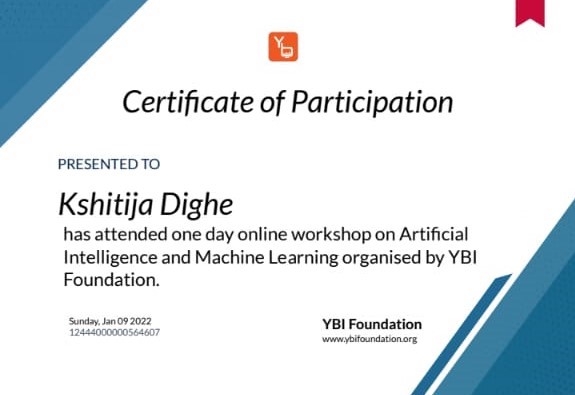 Certificate of Participation
PRESENTED TO
Kshitija Dighe
has attended one day online workshop on Artificial
Intelligence and Machine Learning organised by YBI
Foundation.
Sunday, Jan 09 2022
12444000000564607
YBI Foundation
www.ybifoundation.org